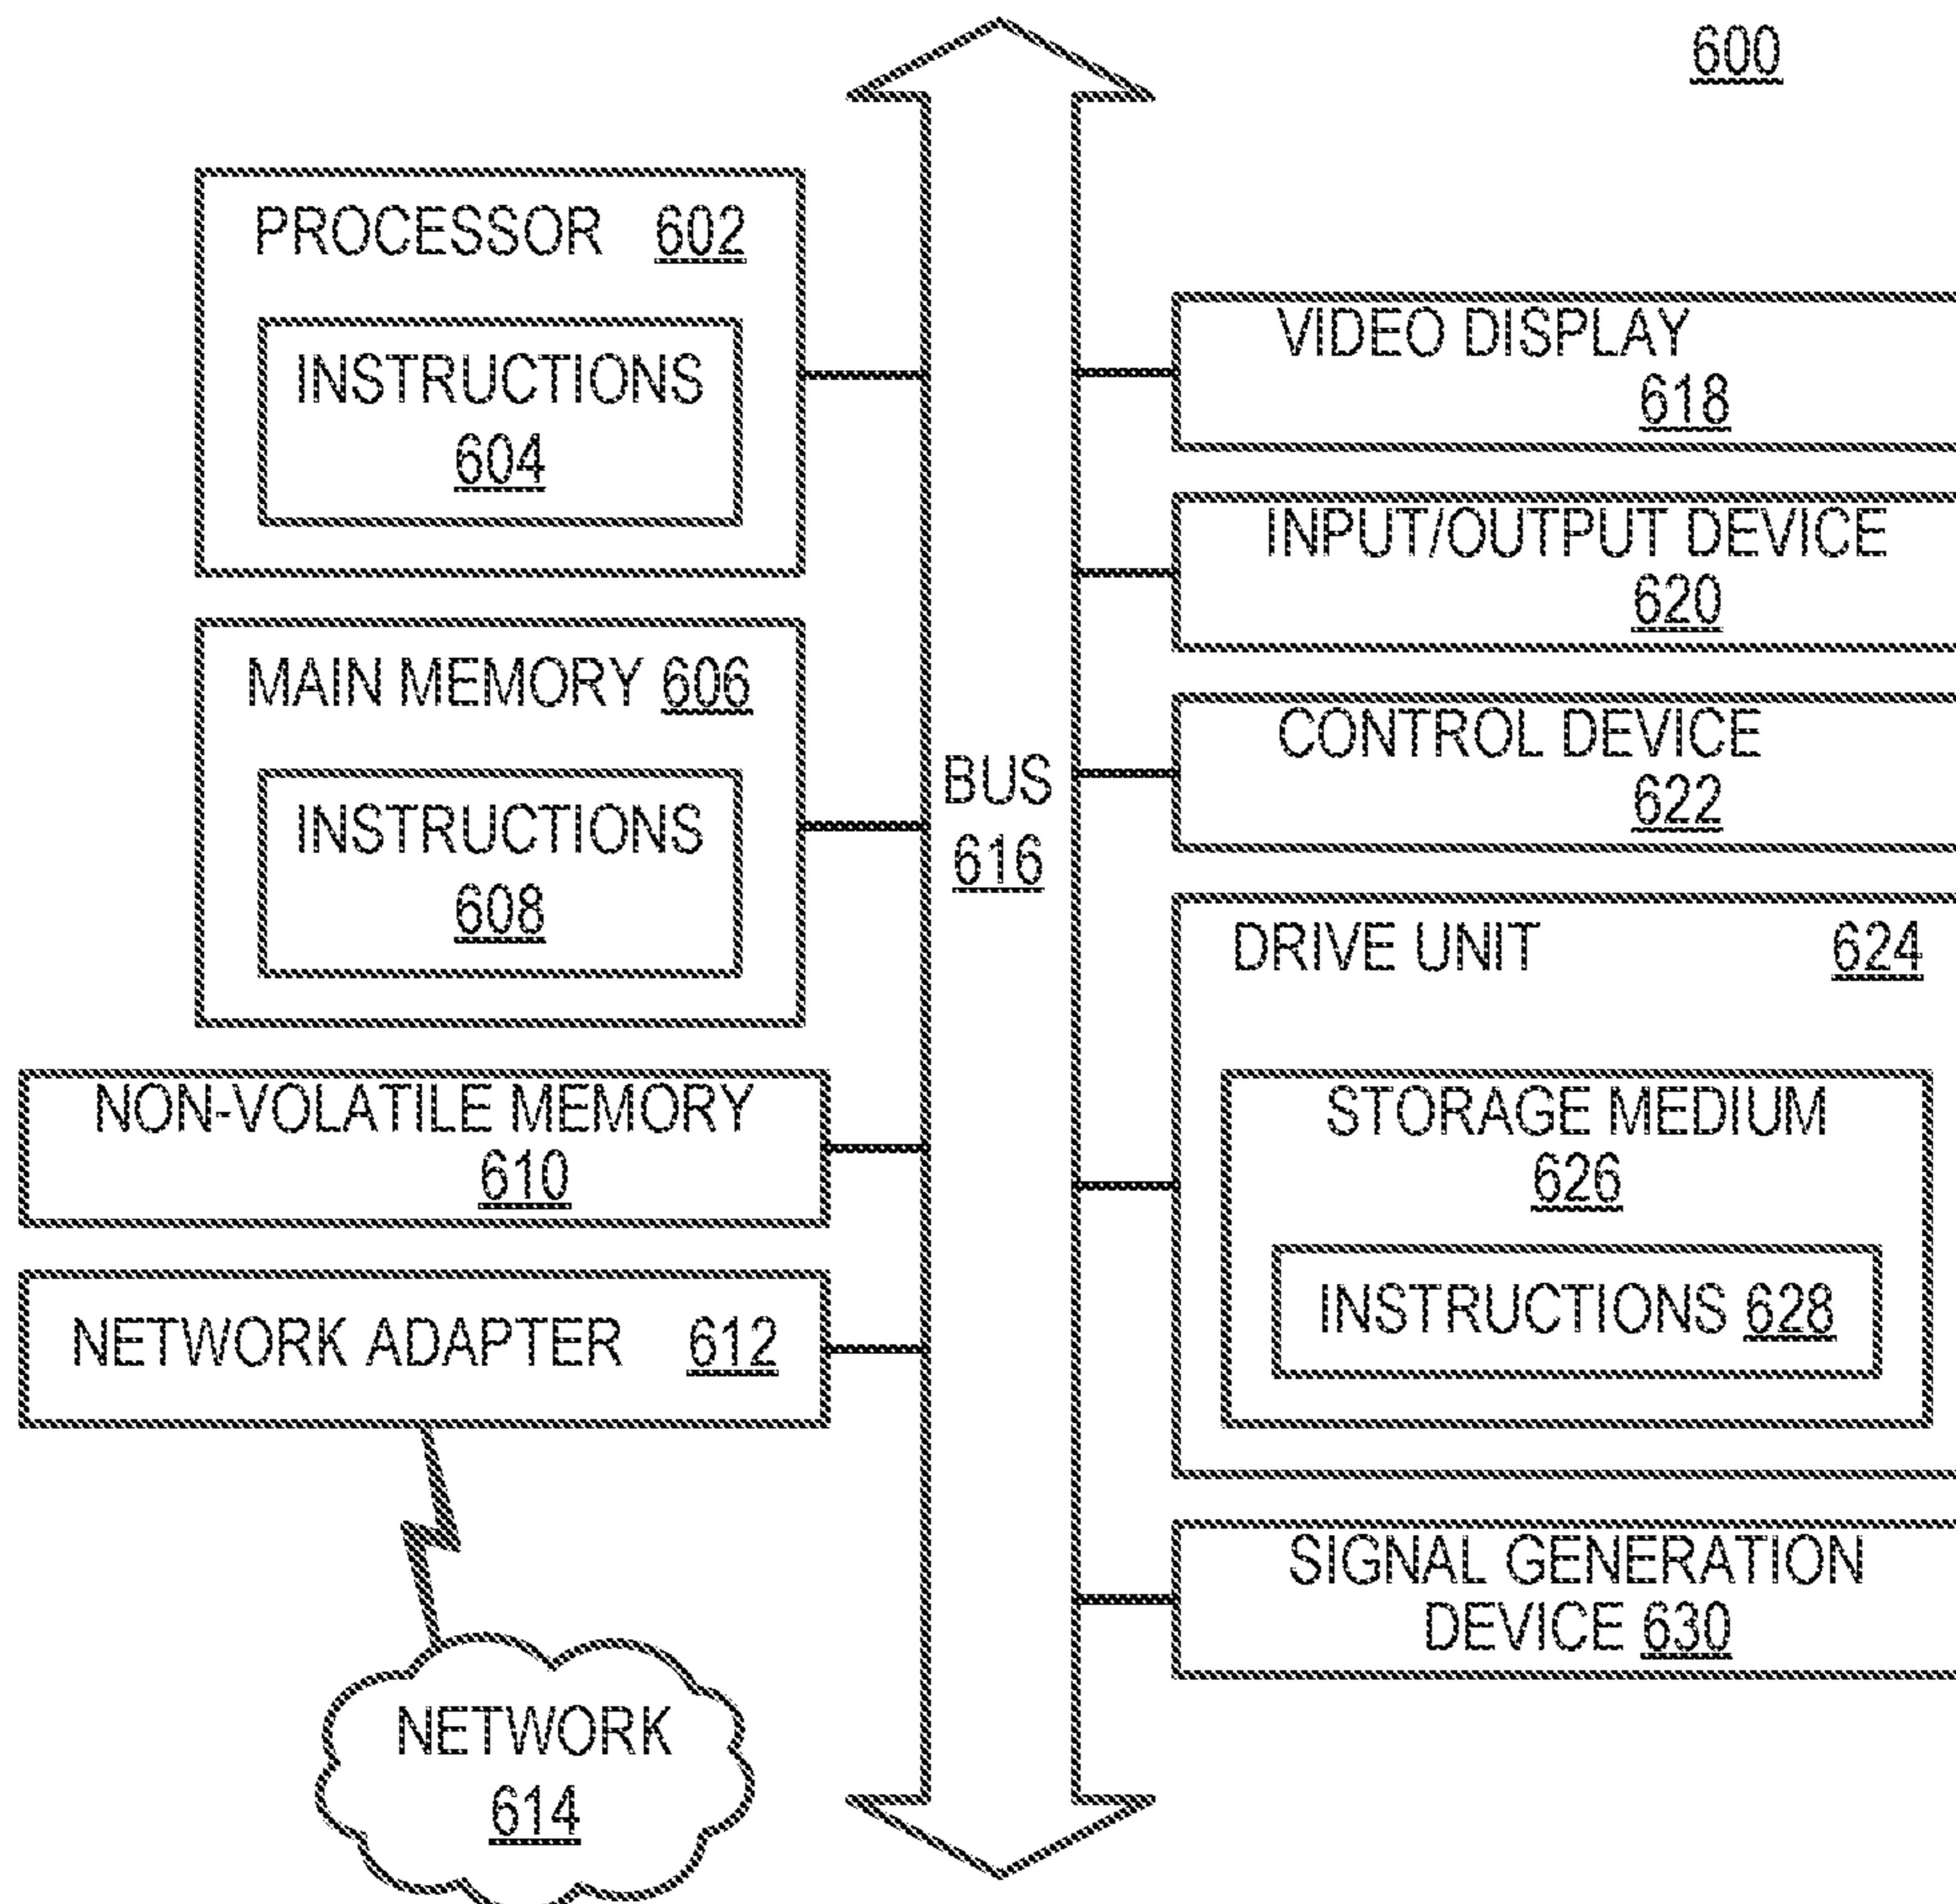 600
PROCESSOR 602
INSTRUCTIONS
604
MAIN MEMORY 606
INSTRUCTIONS
608
NON-VOLATILE MEMORY
610
NETWORK ADAPTER 612
NETWORK
614
BUS
616
VIDEO DISPLAY
618
INPUT/OUTPUT DEVICE
620
CONTROL DEVICE
622
DRIVE UNIT 624
STORAGE MEDIUM
626
INSTRUCTIONS 628
SIGNAL GENERATION
DEVICE 630